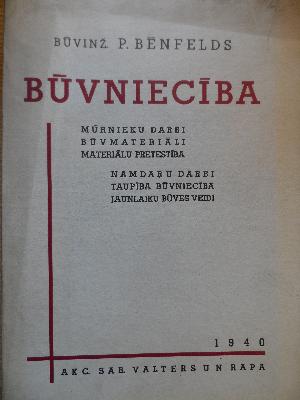 BŪVINŽ. P. BĒNFELDS
BŪVNIECĪBA
MŪRNIEKU DARBI
BŪVMATERIĀLI
MATERIĀLU PRETESTĪBA
NAMDARU DARBI
TAUPĪBA BŪVNIECĪBĀ
JAUNLAIKU BŪVES VEIDI
1940
AKC. SAB. VALTERS UN RAPA